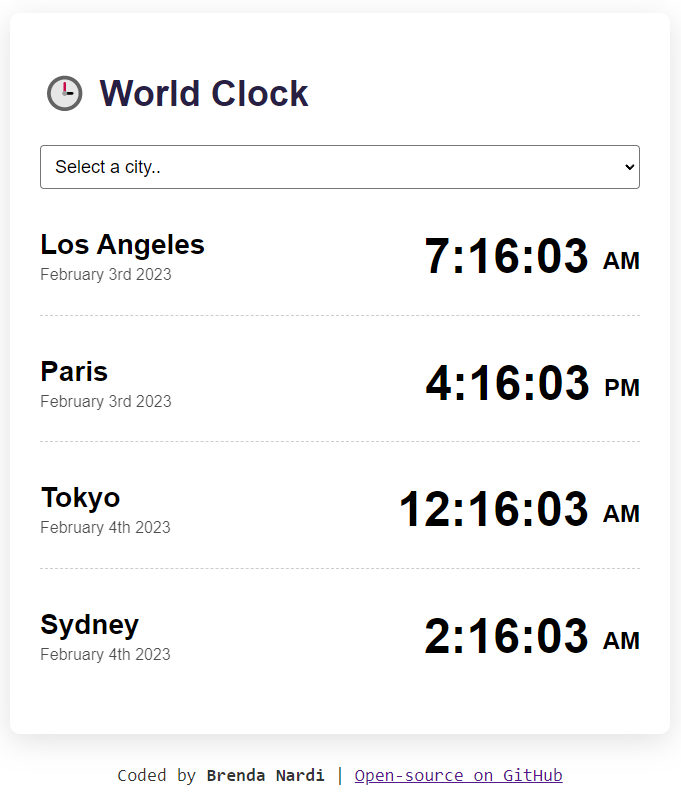 World Clock
Select a city..
Los Angeles
7:16:03 AM
February 3rd 2023
Paris
4:16:03 PM
February 3rd 2023
Tokyo
12:16:03 AM
February 4th 2023
Sydney
2:16:03 AM
February 4th 2023
Coded by Brenda Nardi | Open-source on GitHub